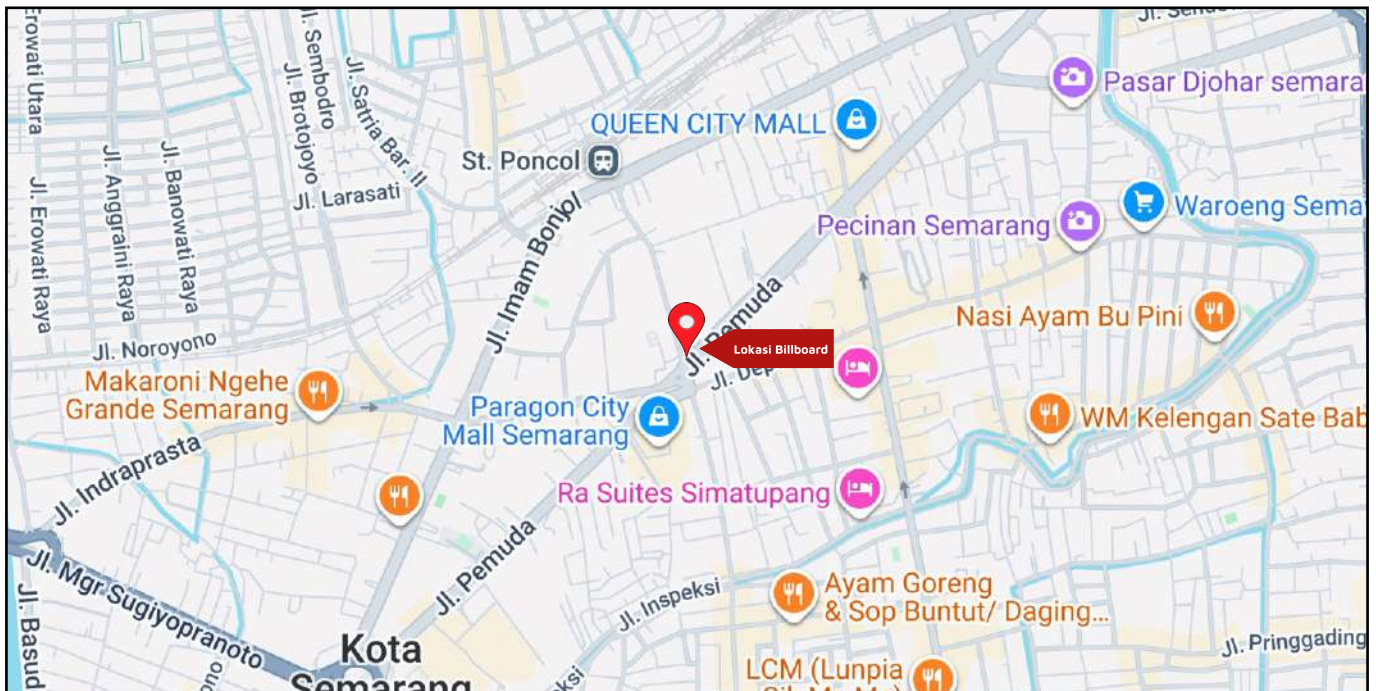 Erowati Utara
Jl. Sembodro
Jl. Brotojoyo
Jl. Satria Bar. II
Jl. Anggraini Raya
Jl. Banowati Raya
Jl. Erowati Raya
Jl. Larasati
Jl. Noroyono
St. Poncol
Jl. Imam Bonjol
QUEEN CITY MALL
Pasar Djohar semara
Pecinan Semarang
Waroeng Sema
Nasi Ayam Bu Pini
Jl. Pemuda
Lokasi Billboard
Jl. Dep
Makaroni Ngehe
Grande Semarang
Paragon City
Mall Semarang
WM Kelengan Sate Bab
Jl. Indraprasta
Ra Suites Simatupang
Jl. Pemuda
Jl. Mgr Sugiyopranoto
Jl. Basud
Jl. Inspeksi
Ayam Goreng
& Sop Buntut/ Daging...
Jl. Pringgading
Kota
Semarang
LCM (Lunpia